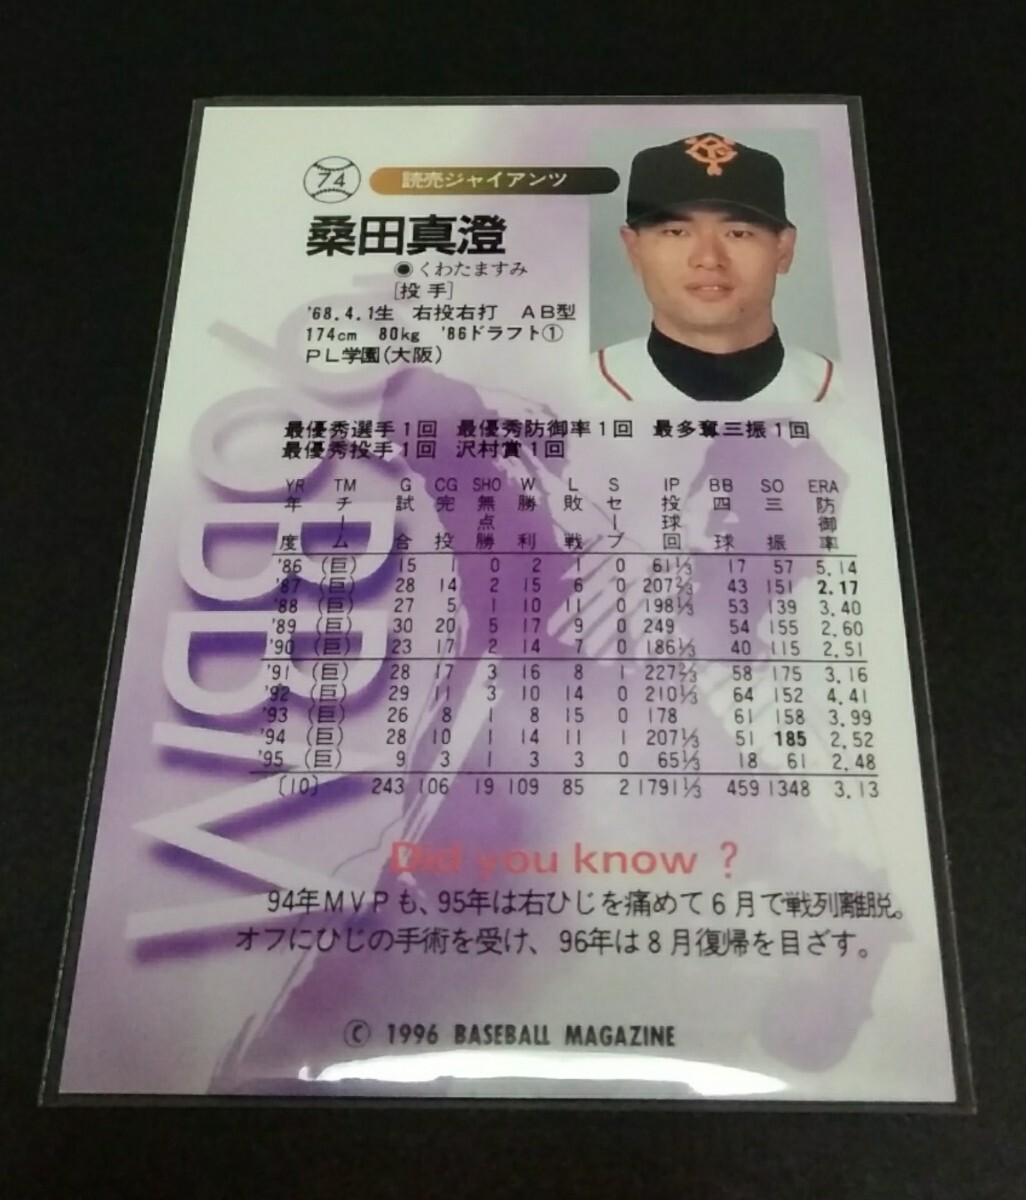 74 読売ジャイアンツ
桑田真澄
●くわたますみ
[投手]
'68.4.1生 右投右打 AB型
174cm 80kg '86ドラフト①
PL学園(大阪)
最優秀選手1回 最優秀防御率1回 最多奪三振1回
最優秀投手1回 沢村賞1回
YR TM G CG SHO W L S IP BB SO ERA
年度 チーム 試合 完投 無点勝 勝利 敗戦 セーブ 投球回 四球 三振 防御率
'86 (巨) 15 1 0 2 1 0 61⅓ 17 57 5.14
'87 (巨) 28 14 2 15 6 0 207⅔ 43 151 2.17
'88 (巨) 27 5 1 10 11 0 198⅓ 53 139 3.40
'89 (巨) 30 20 5 17 9 0 249 54 155 2.60
'90 (巨) 23 17 2 14 7 0 186⅓ 40 115 2.51
'91 (巨) 28 17 3 16 8 1 227⅔ 58 175 3.16
'92 (巨) 29 11 3 10 14 0 210⅓ 64 152 4.41
'93 (巨) 26 8 1 8 15 0 178 61 158 3.99
'94 (巨) 28 10 1 14 11 1 207⅓ 51 185 2.52
'95 (巨) 9 3 1 3 3 0 65⅓ 18 61 2.48
[10] 243 106 19 109 85 2 1791⅓ 459 1348 3.13
Did you know ?
94年MVPも、95年は右ひじを痛めて6月で戦列離脱。
オフにひじの手術を受け、96年は8月復帰を目ざす。
© 1996 BASEBALL MAGAZINE
'96 BBM